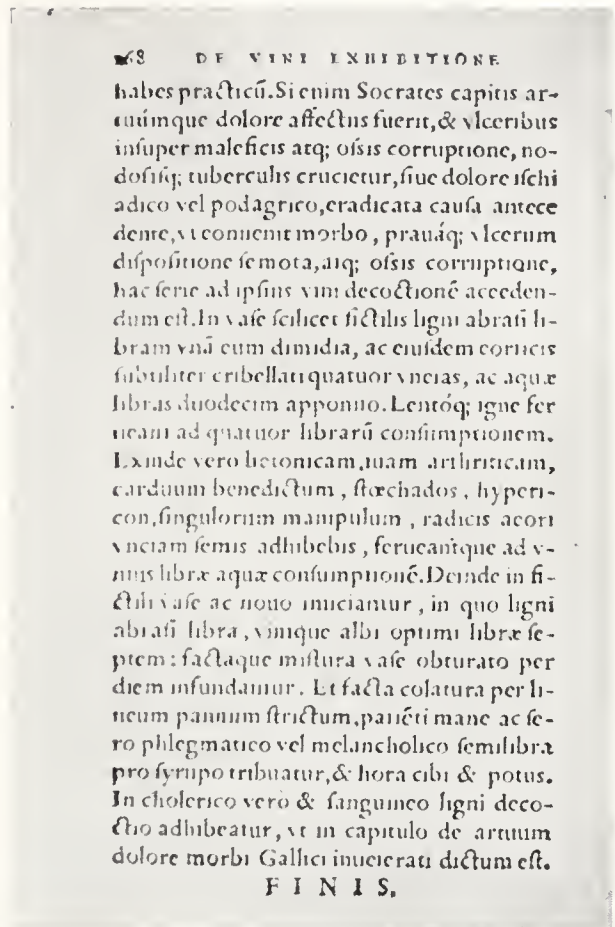 68 DE VINI EXHIBITIONE
habes practicũ.Si enim Socrates capitis ar-
tuũmque dolore affectus fuerit,& vlceribus
inſuper maleficis atq; oſsis corruptione, no-
doſiſq; tuberculis crucietur,ſiue dolore iſchi
adico vel podagrico,eradicata cauſa antece
dente,vt conuenit morbo, prauáq; vlcerum
diſpoſitione ſemota,atq; oſsis corruptione,
hac ſerie ad ipſius vini decoctionē acceden-
dum eſt.In vaſe ſcilicet fictilis ligni abraſi li-
bram vnā cum dimidia, ac eiuſdem corticis
ſubtiliter cribellati quatuor vncias, ac aquæ
libras duodecim apponito. Lentóq; igne fer
ueant ad quatuor librarũ conſumptionem.
Exinde vero betonicam,iuam arthriticam,
carduum benedictum, ſtœchados, hyperi-
con,ſingulorum manipulum, radicis acori
vnciam ſemis adhibebis, ferueantque ad v-
nius libræ aquæ conſumptionē.Deinde in fi-
ctili vaſe ac nouo iniiciantur, in quo ligni
abraſi libra, vinique albi optimi libræ ſe-
ptem: factaque miſtura vaſe obturato per
diem infundantur. Et facta colatura per li-
neum pannum ſtrictum,patiēti mane ac ſe-
ro phlegmatico vel melancholico ſemilibra
pro ſyrupo tribuatur,& hora cibi & potus.
In cholerico vero & ſanguineo ligni deco-
ctio adhibeatur, vt in capitulo de artuum
dolore morbi Gallici inueterati dictum eſt.
FINIS.